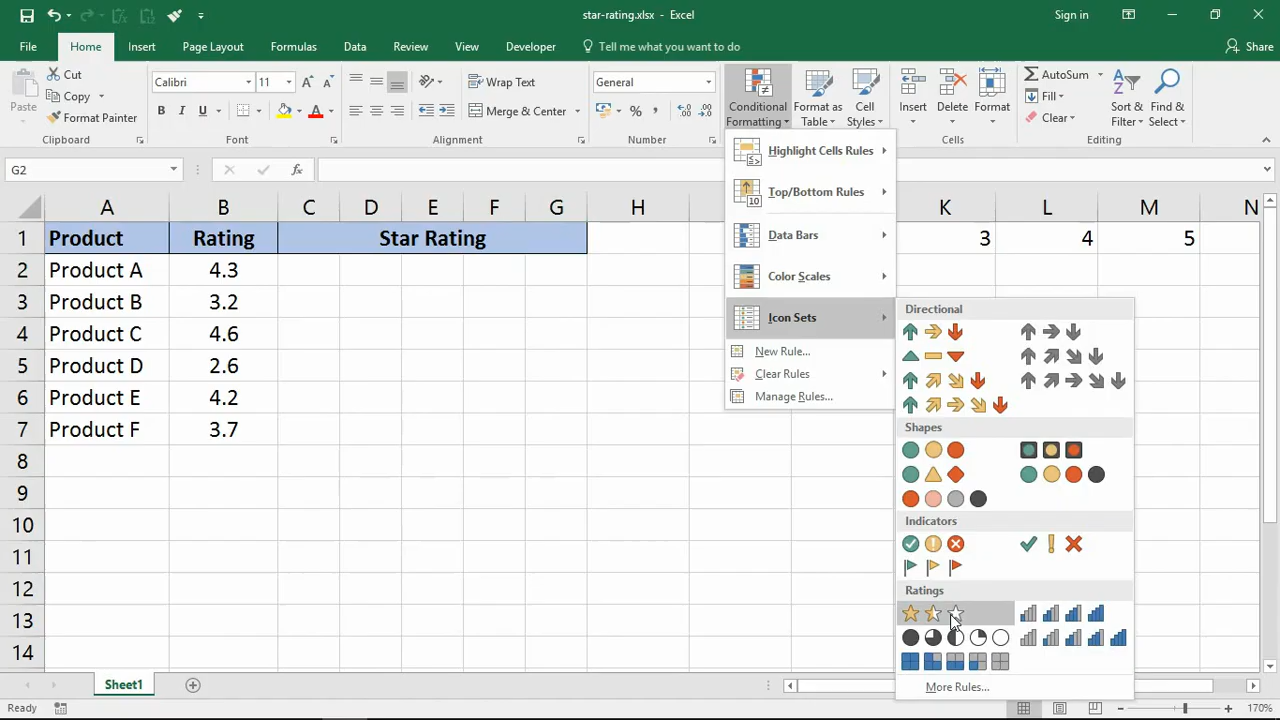 star-rating.xlsx - Excel
Sign in
File Home Insert Page Layout Formulas Data Review View Developer Tell me what you want to do Share
Paste
Cut
Copy
Format Painter
Clipboard
Calibri 11
B I U A
Font
Wrap Text
Merge & Center
Alignment
General
% ,
Number
Conditional Formatting
Format as Table
Cell Styles
Insert Delete Format
Cells
AutoSum
Fill
Clear
Sort & Filter
Find & Select
Editing
G2 fx
A B C D E F G H K L M N
1 Product Rating Star Rating 3 4 5
2 Product A 4.3
3 Product B 3.2
4 Product C 4.6
5 Product D 2.6
6 Product E 4.2
7 Product F 3.7
8
9
10
11
12
13
14
Highlight Cells Rules
Top/Bottom Rules
Data Bars
Color Scales
Icon Sets
New Rule...
Clear Rules
Manage Rules...
Directional
Shapes
Indicators
Ratings
More Rules...
Sheet1
Ready
170%